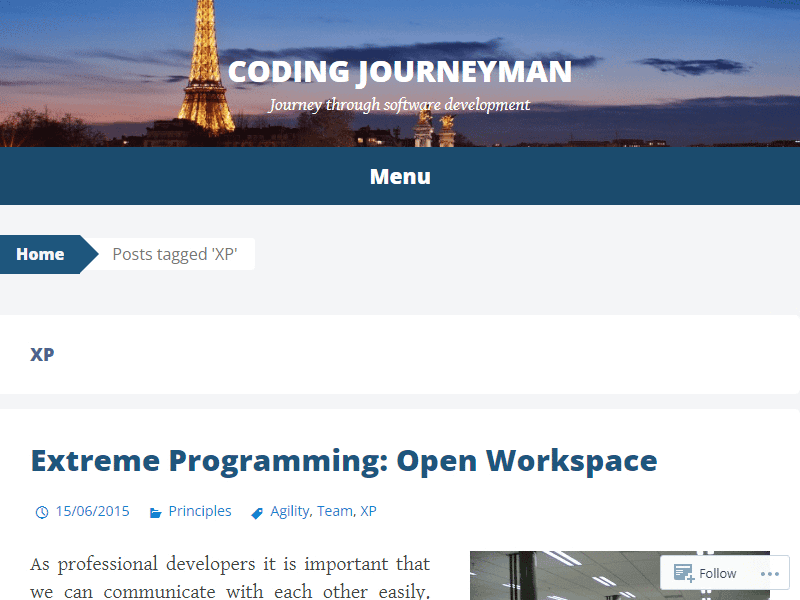 CODING JOURNEYMAN
Journey through software development
Menu
Home
Posts tagged 'XP'
XP
Extreme Programming: Open Workspace
15/06/2015 Principles Agility, Team, XP
As professional developers it is important that
we can communicate with each other easily.
Follow